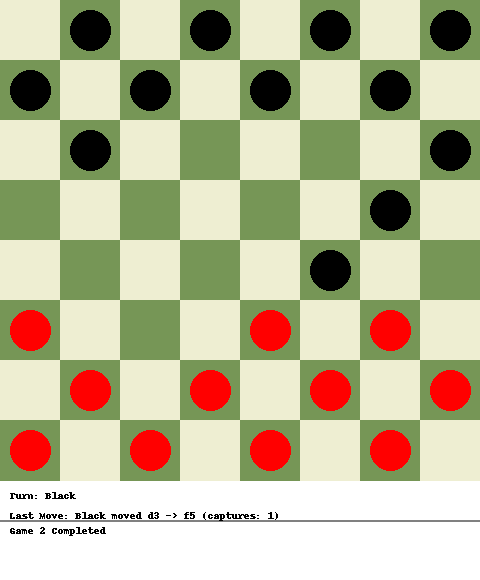 Turn: Black
Last Move: Black moved d3 -> f5 (captures: 1)
Game 2 Completed